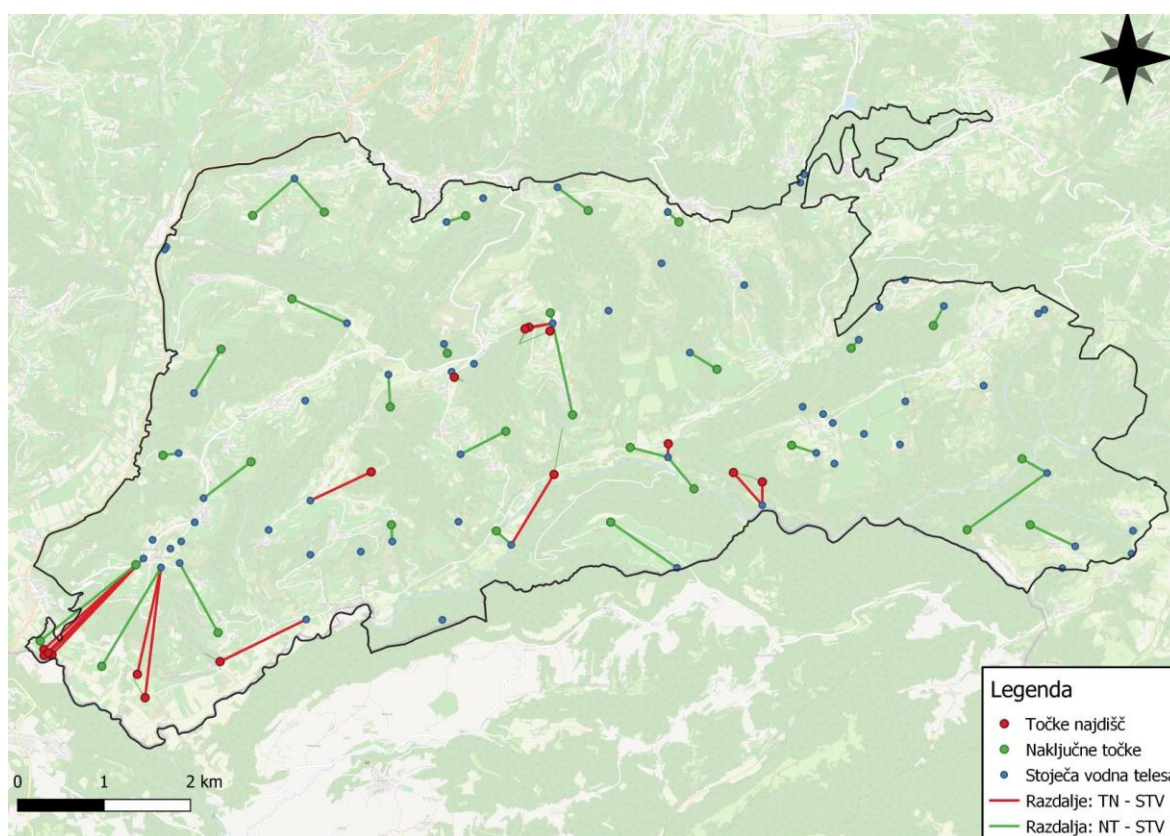 0 1 2 km
Legenda
Točke najdišč
Naključne točke
Stoječa vodna telesa
Razdalje: TN - STV
Razdalja: NT - STV